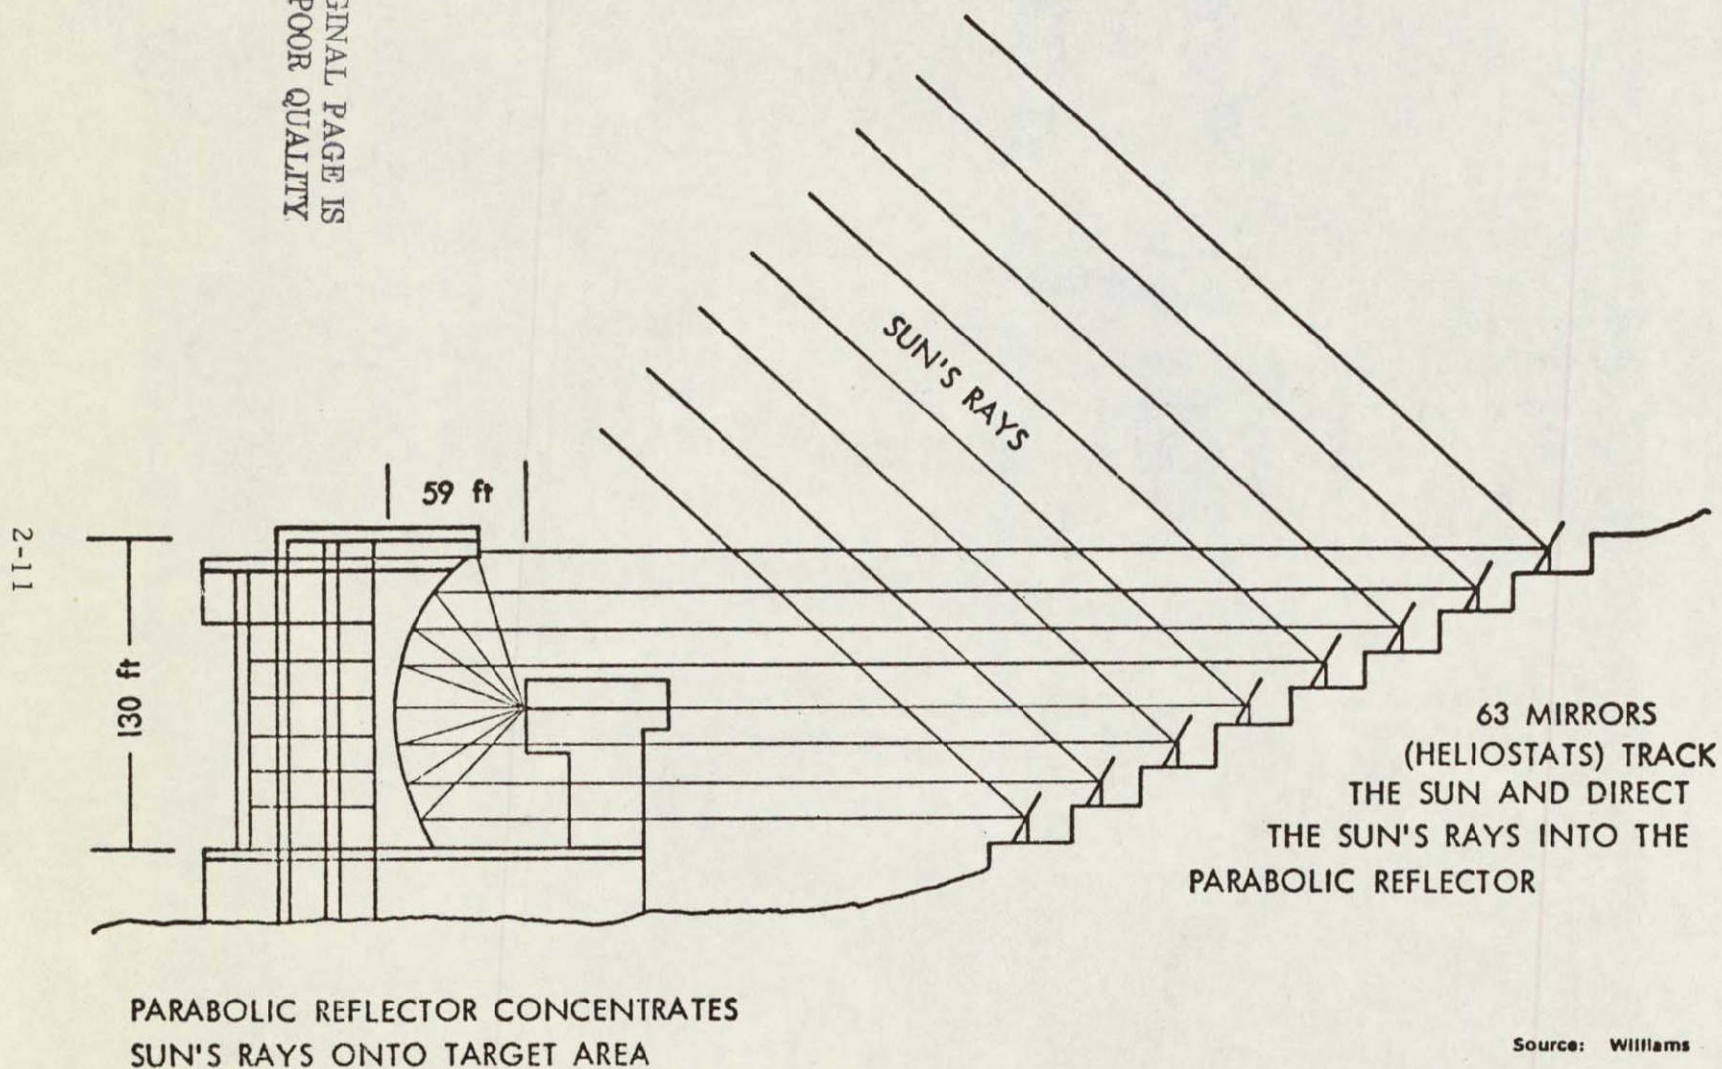 GINAL PAGE IS
POOR QUALITY
SUN'S RAYS
59 ft
130 ft
2-11
63 MIRRORS
(HELIOSTATS) TRACK
THE SUN AND DIRECT
THE SUN'S RAYS INTO THE
PARABOLIC REFLECTOR
PARABOLIC REFLECTOR CONCENTRATES
SUN'S RAYS ONTO TARGET AREA
Source: Williams